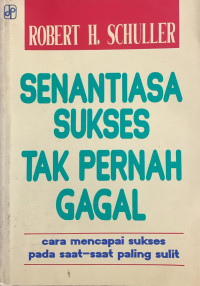 ROBERT H. SCHULLER
SENANTIASA
SUKSES
TAK PERNAH
GAGAL
cara mencapai sukses
pada saat-saat paling sulit